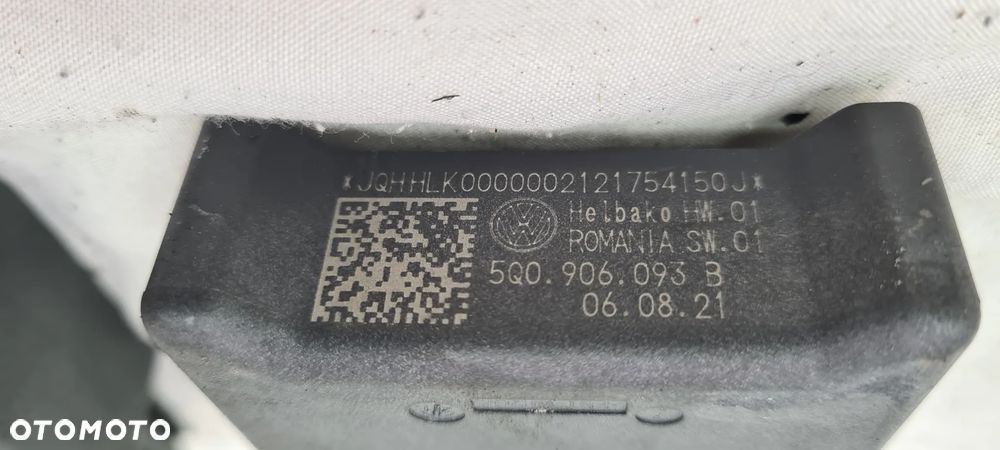 *JQHHLK0000002121754150J*
Helbako HW.01
ROMANIA SW.01
5Q0.906.093 B
06.08.21
OTOMOTO